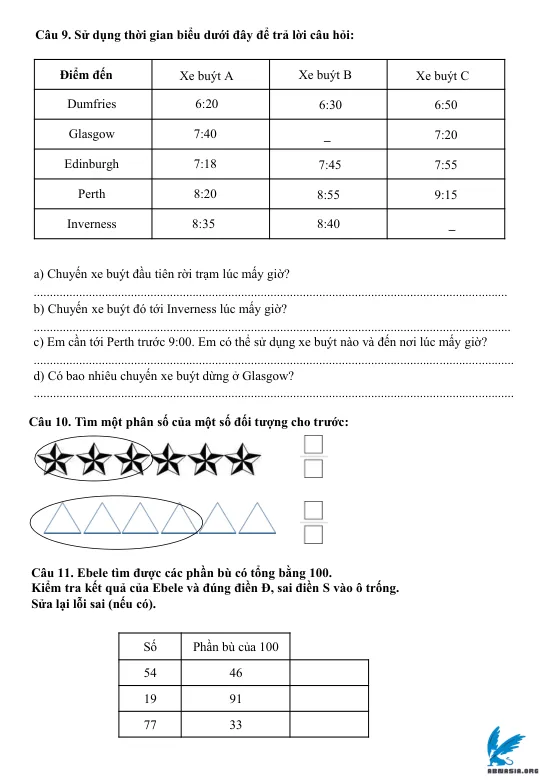 Câu 9. Sử dụng thời gian biểu dưới đây để trả lời câu hỏi:
Điểm đến Xe buýt A Xe buýt B Xe buýt C
Dumfries 6:20 6:30 6:50
Glasgow 7:40 _ 7:20
Edinburgh 7:18 7:45 7:55
Perth 8:20 8:55 9:15
Inverness 8:35 8:40 _
a) Chuyến xe buýt đầu tiên rời trạm lúc mấy giờ?
b) Chuyến xe buýt đó tới Inverness lúc mấy giờ?
c) Em cần tới Perth trước 9:00. Em có thể sử dụng xe buýt nào và đến nơi lúc mấy giờ?
d) Có bao nhiêu chuyến xe buýt dừng ở Glasgow?
Câu 10. Tìm một phân số của một số đối tượng cho trước:
Câu 11. Ebele tìm được các phần bù có tổng bằng 100.
Kiểm tra kết quả của Ebele và đúng điền Đ, sai điền S vào ô trống.
Sửa lại lỗi sai (nếu có).
Số Phần bù của 100
54 46
19 91
77 33
ARMASIA.ORG